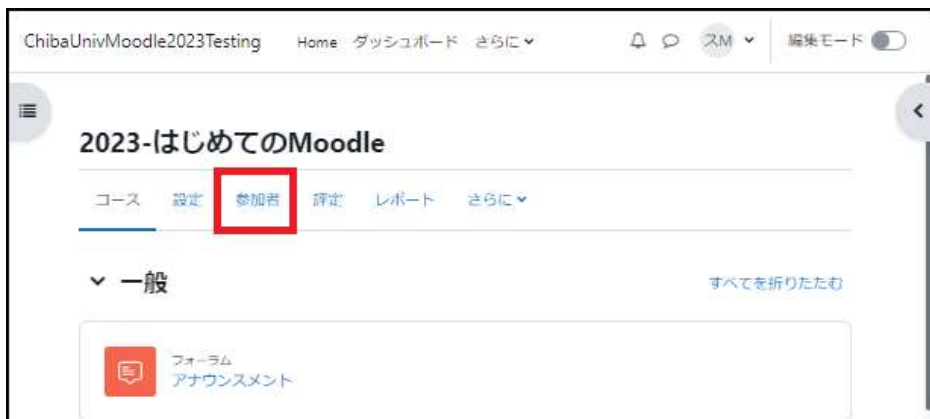 ChibaUnivMoodle2023Testing Home ダッシュボード さらに スM 編集モード
2023-はじめてのMoodle
コース 設定 参加者 評定 レポート さらに
一般 すべてを折りたたむ
フォーラム
アナウンスメント